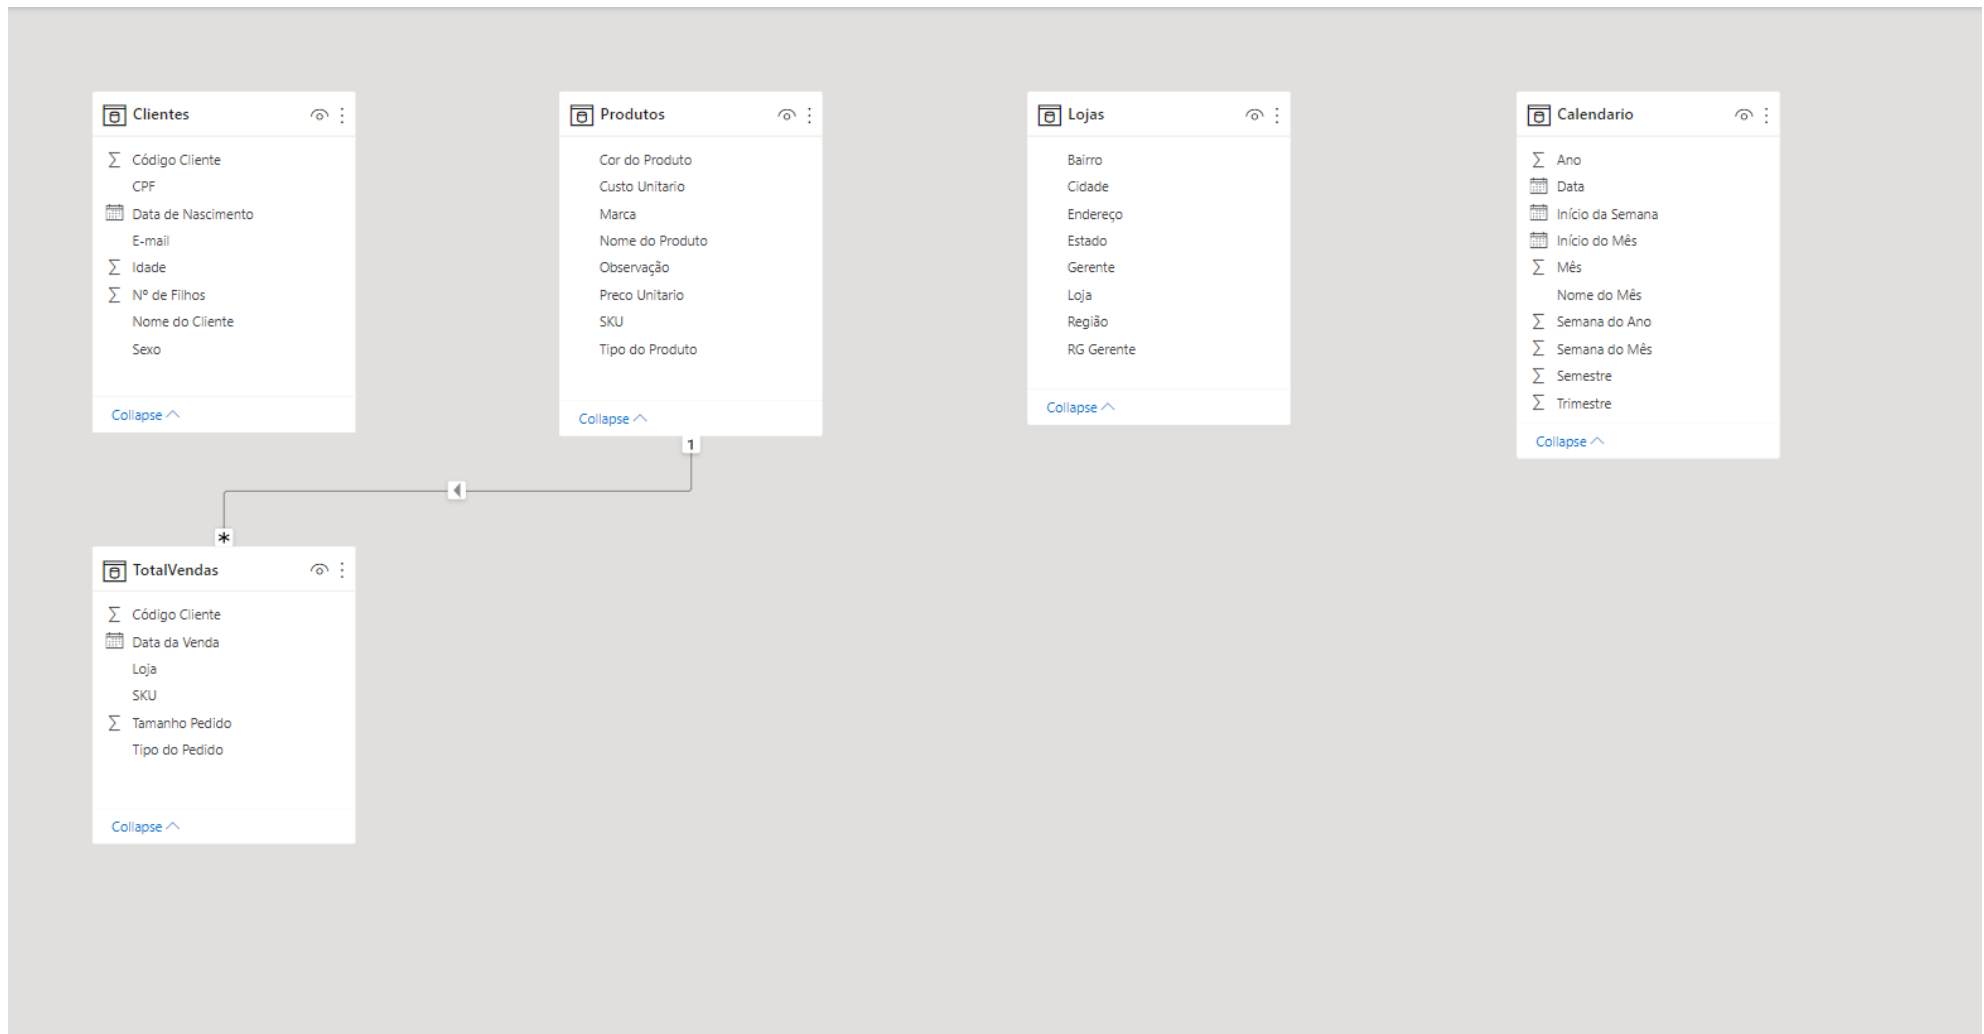 Clientes
Código Cliente
CPF
Data de Nascimento
E-mail
Idade
Nº de Filhos
Nome do Cliente
Sexo
Collapse
Produtos
Cor do Produto
Custo Unitario
Marca
Nome do Produto
Observação
Preco Unitario
SKU
Tipo do Produto
Collapse
Lojas
Bairro
Cidade
Endereço
Estado
Gerente
Loja
Região
RG Gerente
Collapse
Calendario
Ano
Data
Início da Semana
Início do Mês
Mês
Nome do Mês
Semana do Ano
Semana do Mês
Semestre
Trimestre
Collapse
1
*
TotalVendas
Código Cliente
Data da Venda
Loja
SKU
Tamanho Pedido
Tipo do Pedido
Collapse